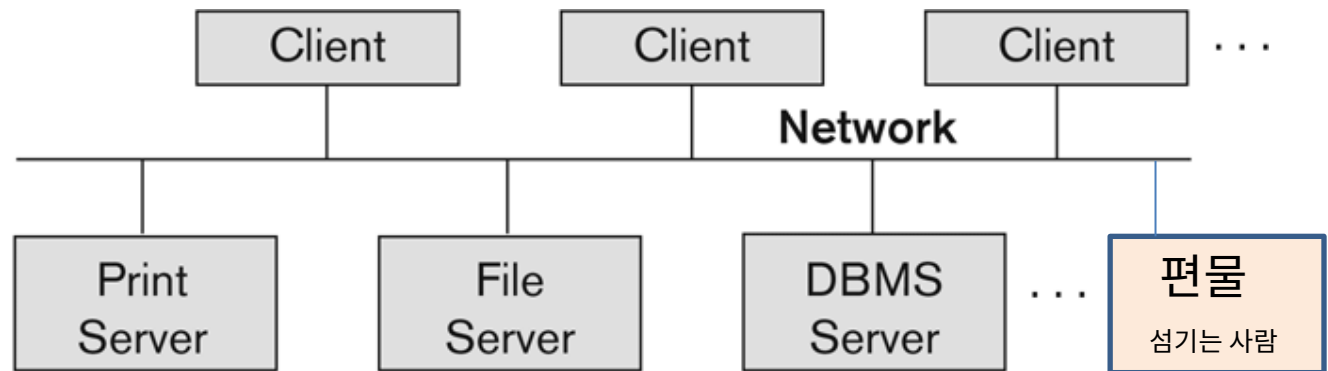 Client Client Client . . .
Network
Print File DBMS . . . 편물
Server Server Server 섬기는 사람